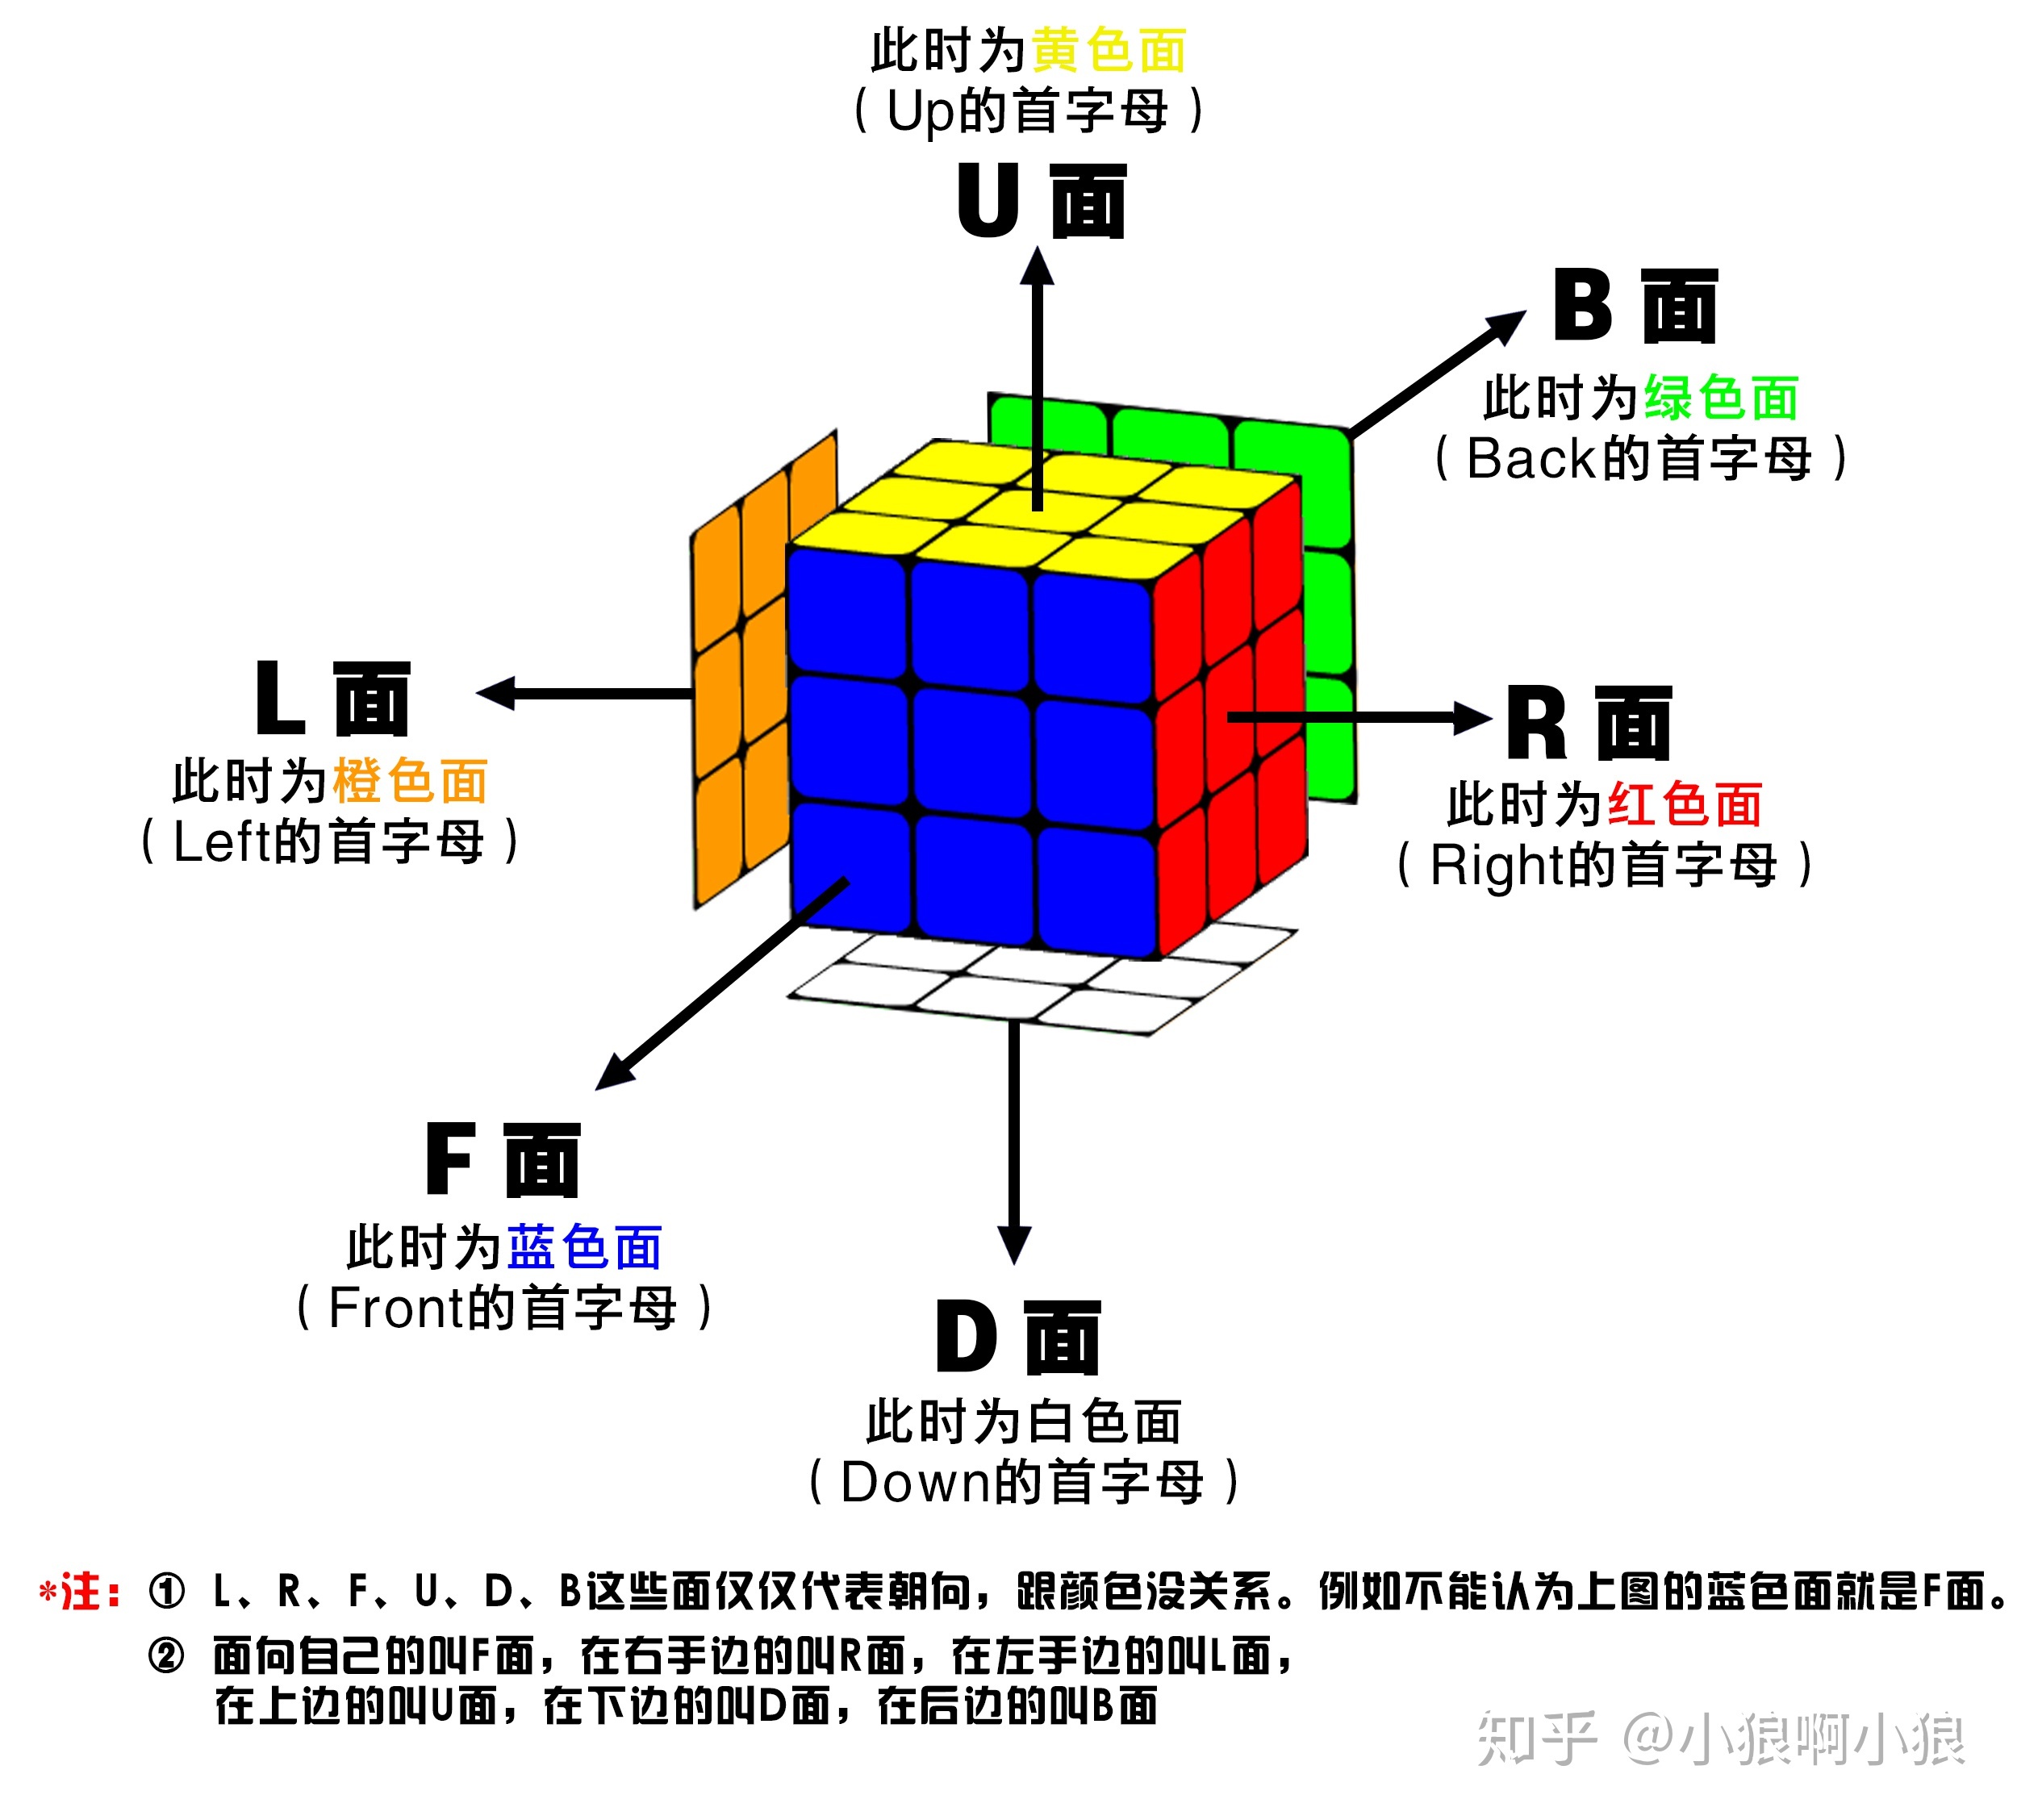 此时为黄色面
（Up的首字母）
U 面
B 面
此时为绿色面
（Back的首字母）
L 面
此时为橙色面
（Left的首字母）
R 面
此时为红色面
（Right的首字母）
F 面
此时为蓝色面
（Front的首字母）
D 面
此时为白色面
（Down的首字母）
*注：① L、R、F、U、D、B这些面仅仅代表朝向，跟颜色没关系。例如不能认为上图的蓝色面就是F面。
② 面向自己的叫F面，在右手边的叫R面，在左手边的叫L面，
在上边的叫U面，在下边的叫D面，在后边的叫B面
知乎 @小狼啊小狼